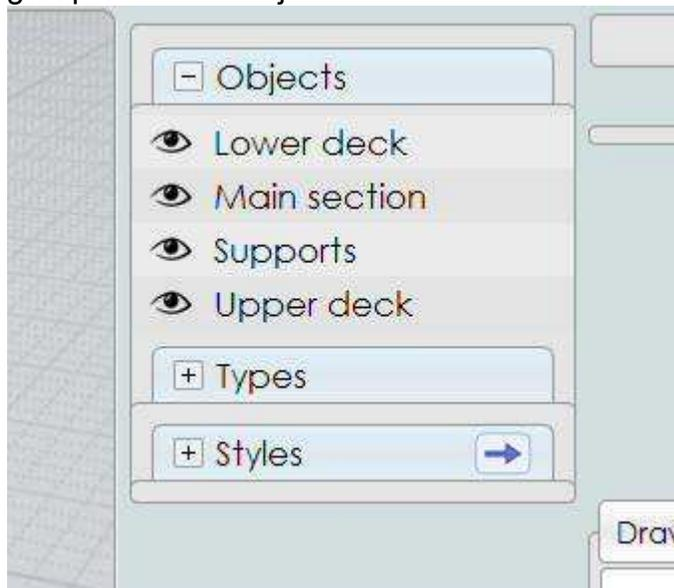 Objects
Lower deck
Main section
Supports
Upper deck
Types
Styles